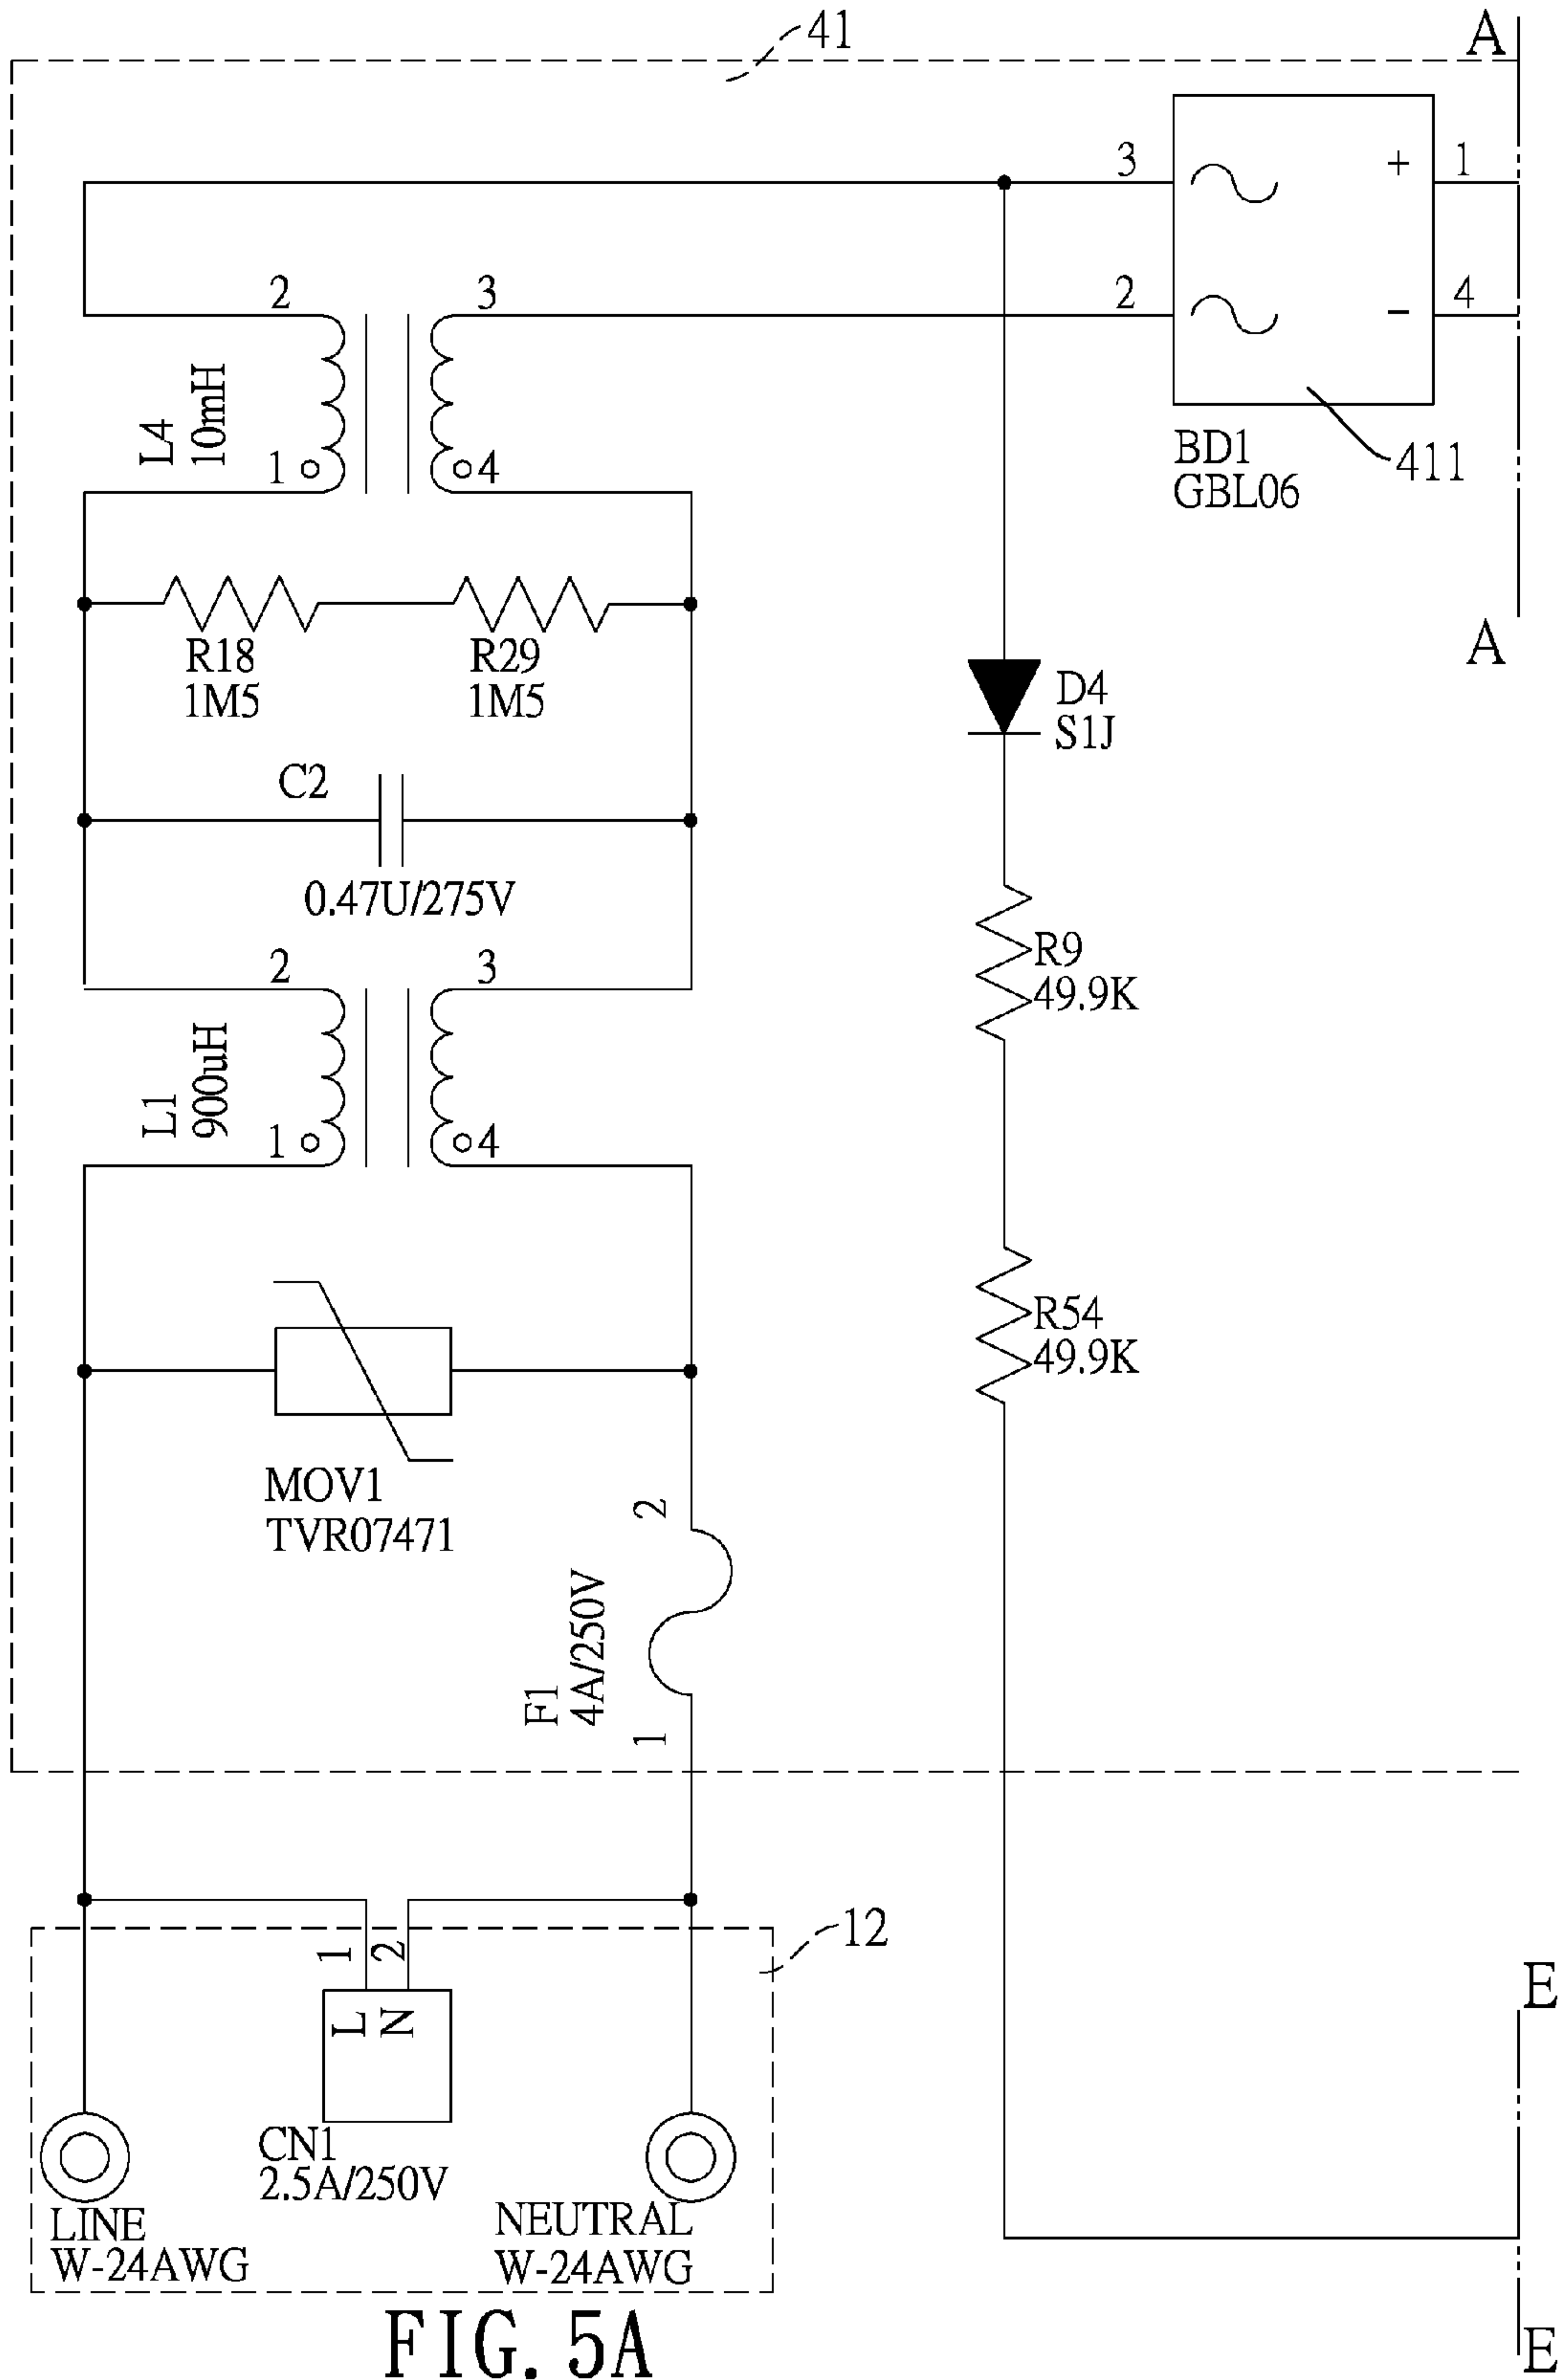 41
A
3
+
1
2
3
2
−
4
L4
10mH
1
4
BD1
GBL06
411
A
R18
1M5
R29
1M5
D4
S1J
C2
0.47U/275V
2
3
R9
49.9K
L1
900uH
1
4
R54
49.9K
MOV1
TVR07471
2
F1
4A/250V
1
12
1
2
L
N
E
CN1
2.5A/250V
LINE
W-24AWG
NEUTRAL
W-24AWG
FIG. 5A
E